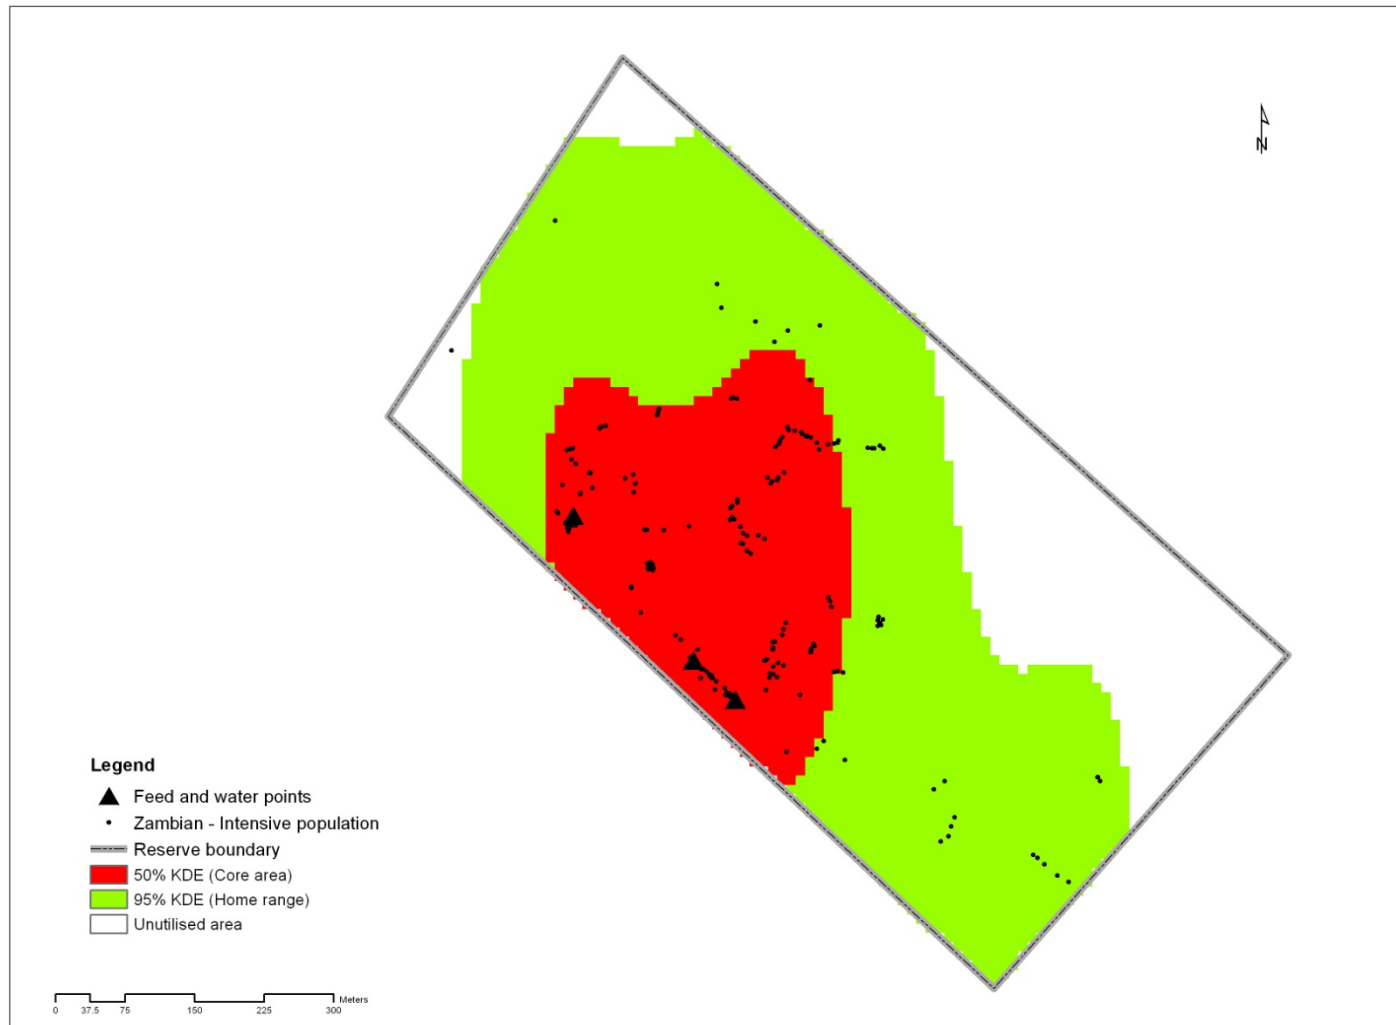 N
Legend
Feed and water points
Zambian - Intensive population
Reserve boundary
50% KDE (Core area)
95% KDE (Home range)
Unutilised area
Meters
0 37.5 75 150 225 300